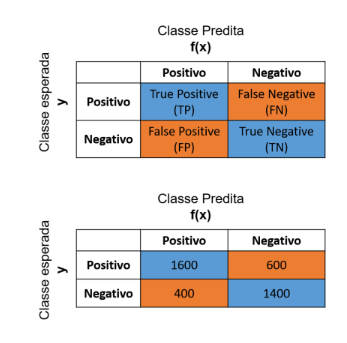 Classe Predita
f(x)
Classe esperada
y
Positivo Negativo
Positivo True Positive (TP) False Negative (FN)
Negativo False Positive (FP) True Negative (TN)
Classe Predita
f(x)
Classe esperada
y
Positivo Negativo
Positivo 1600 600
Negativo 400 1400